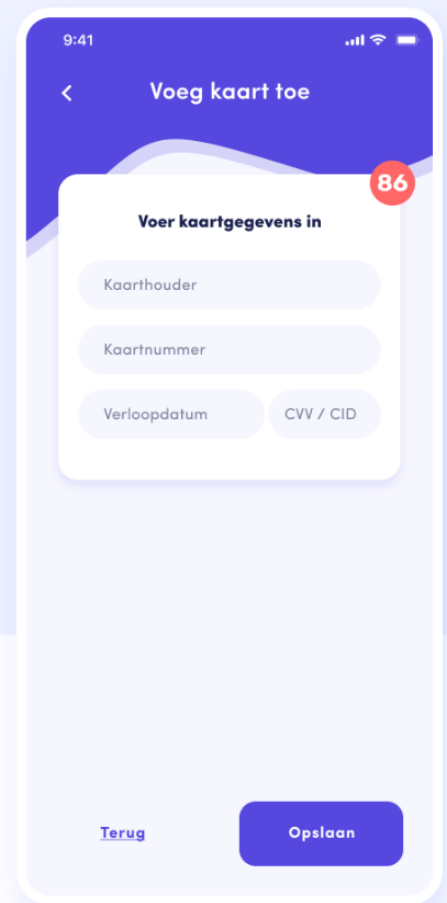 9:41
Voeg kaart toe
86
Voer kaartgegevens in
Kaarthouder
Kaartnummer
Verloopdatum CVV / CID
Terug Opslaan